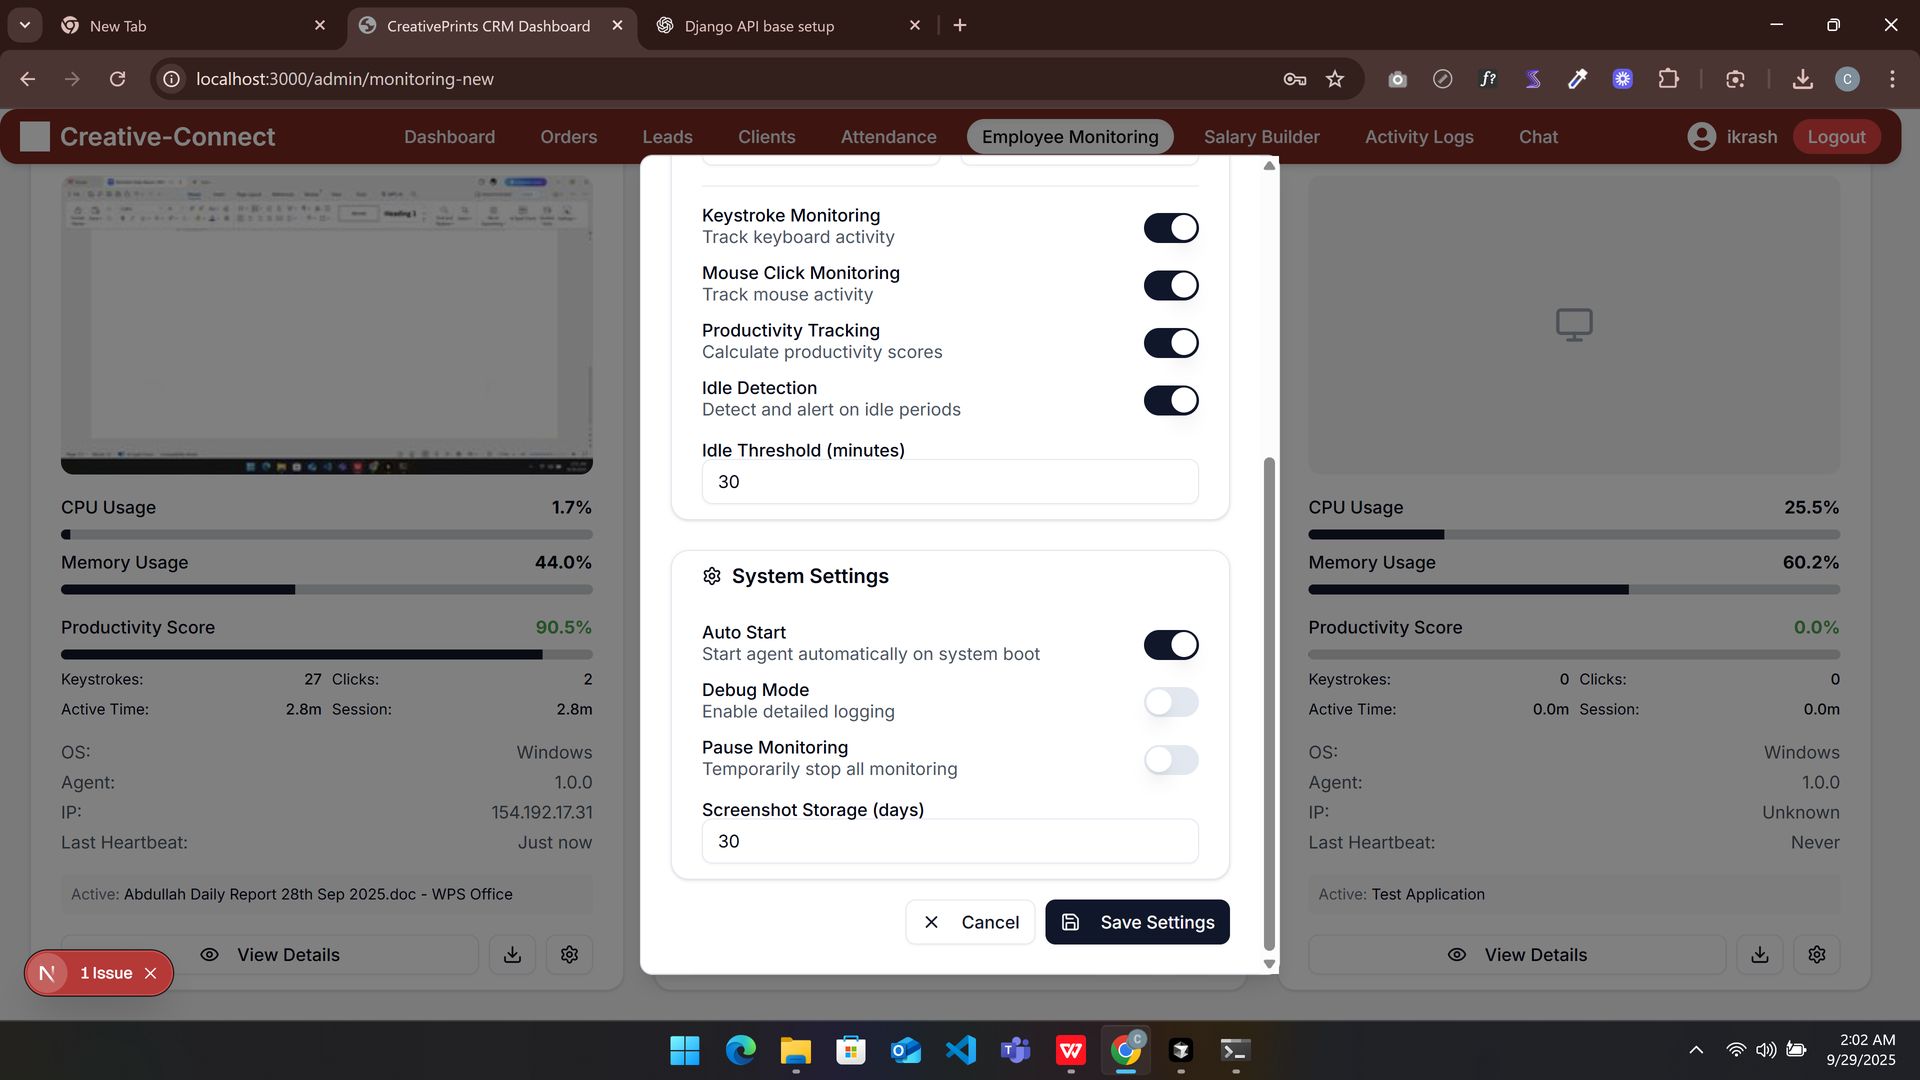 New Tab
CreativePrints CRM Dashboard
Django API base setup
localhost:3000/admin/monitoring-new
f?
C
Creative-Connect
Dashboard
Orders
Leads
Clients
Attendance
Employee Monitoring
Salary Builder
Activity Logs
Chat
ikrash
Logout
Heading 1
CPU Usage 1.7%
Memory Usage 44.0%
Productivity Score 90.5%
Keystrokes: 27 Clicks: 2
Active Time: 2.8m Session: 2.8m
OS: Windows
Agent: 1.0.0
IP: 154.192.17.31
Last Heartbeat: Just now
Active: Abdullah Daily Report 28th Sep 2025.doc - WPS Office
View Details
N 1 Issue
Keystroke Monitoring
Track keyboard activity
Mouse Click Monitoring
Track mouse activity
Productivity Tracking
Calculate productivity scores
Idle Detection
Detect and alert on idle periods
Idle Threshold (minutes)
30
System Settings
Auto Start
Start agent automatically on system boot
Debug Mode
Enable detailed logging
Pause Monitoring
Temporarily stop all monitoring
Screenshot Storage (days)
30
Cancel
Save Settings
CPU Usage 25.5%
Memory Usage 60.2%
Productivity Score 0.0%
Keystrokes: 0 Clicks: 0
Active Time: 0.0m Session: 0.0m
OS: Windows
Agent: 1.0.0
IP: Unknown
Last Heartbeat: Never
Active: Test Application
View Details
2:02 AM
9/29/2025